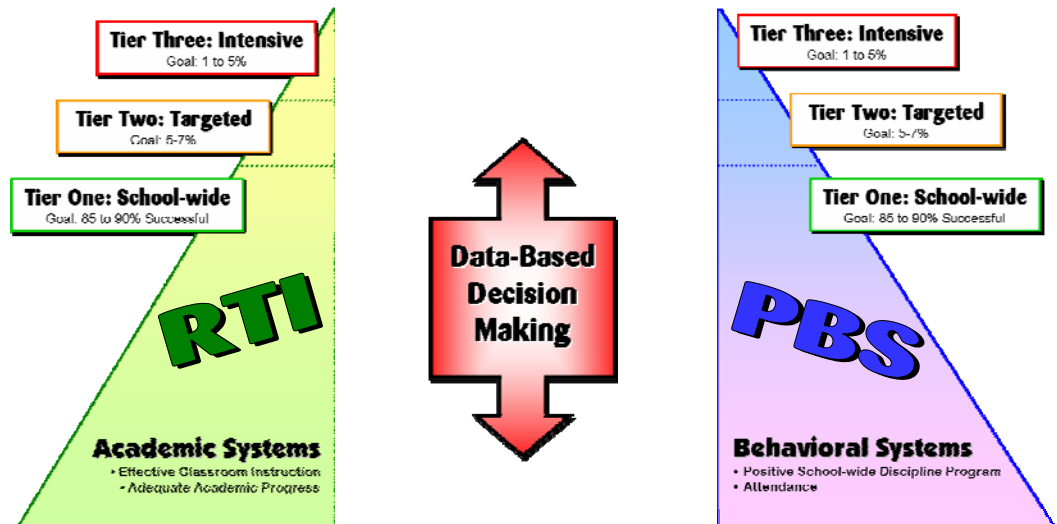 Tier Three: Intensive
Goal: 1 to 5%
Tier Two: Targeted
Goal: 5-7%
Tier One: School-wide
Goal: 85 to 90% Successful
RTI
Academic Systems
• Effective Classroom Instruction
• Adequate Academic Progress
Data-Based
Decision
Making
Tier Three: Intensive
Goal: 1 to 5%
Tier Two: Targeted
Goal: 5-7%
Tier One: School-wide
Goal: 85 to 90% Successful
PBS
Behavioral Systems
• Positive School-wide Discipline Program
• Attendance